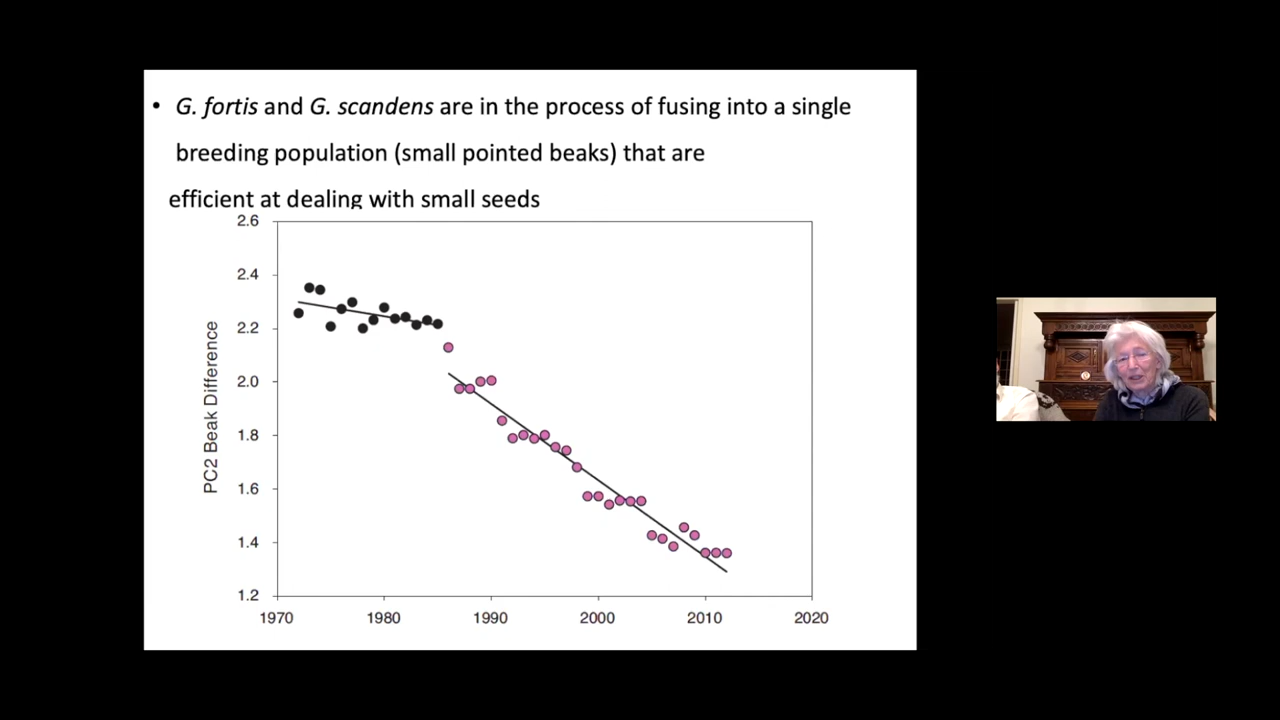 • G. fortis and G. scandens are in the process of fusing into a single
breeding population (small pointed beaks) that are
efficient at dealing with small seeds
2.6
2.4
2.2
2.0
1.8
1.6
1.4
1.2
PC2 Beak Difference
1970 1980 1990 2000 2010 2020